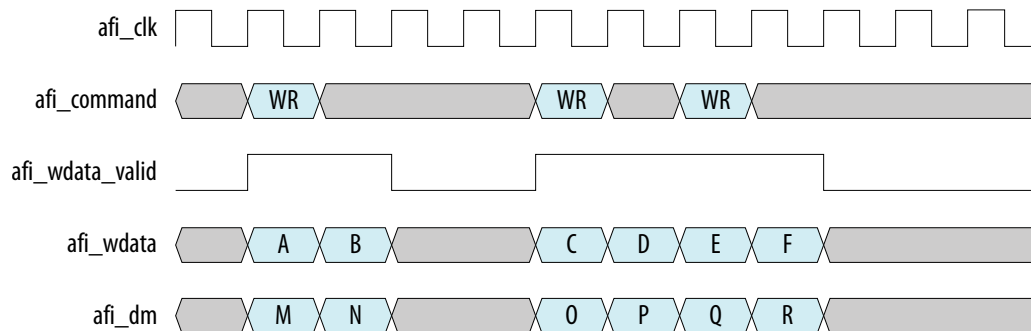 afi_clk
afi_command WR WR WR
afi_wdata_valid
afi_wdata A B C D E F
afi_dm M N O P Q R